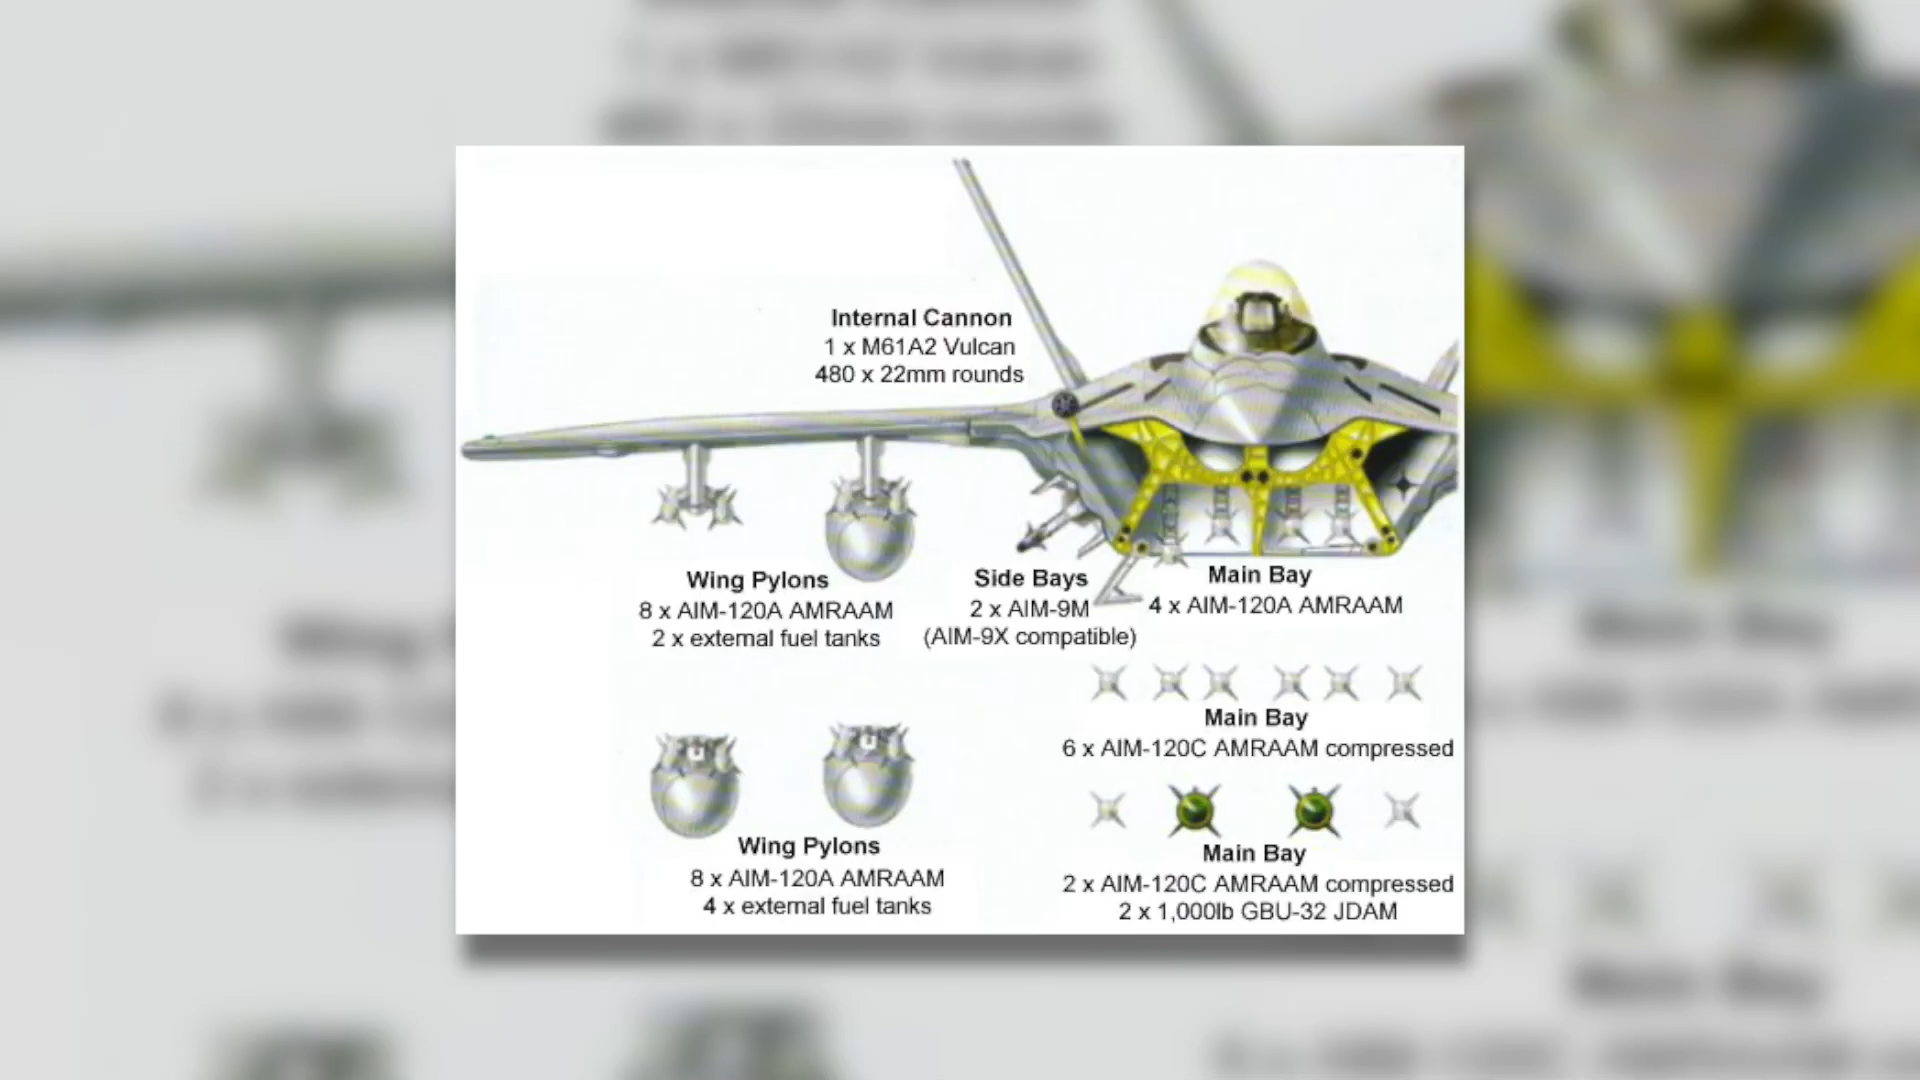 Internal Cannon
1 x M61A2 Vulcan
480 x 22mm rounds
Wing Pylons
8 x AIM-120A AMRAAM
2 x external fuel tanks
Side Bays
2 x AIM-9M
(AIM-9X compatible)
Main Bay
4 x AIM-120A AMRAAM
Main Bay
6 x AIM-120C AMRAAM compressed
Wing Pylons
8 x AIM-120A AMRAAM
4 x external fuel tanks
Main Bay
2 x AIM-120C AMRAAM compressed
2 x 1,000lb GBU-32 JDAM